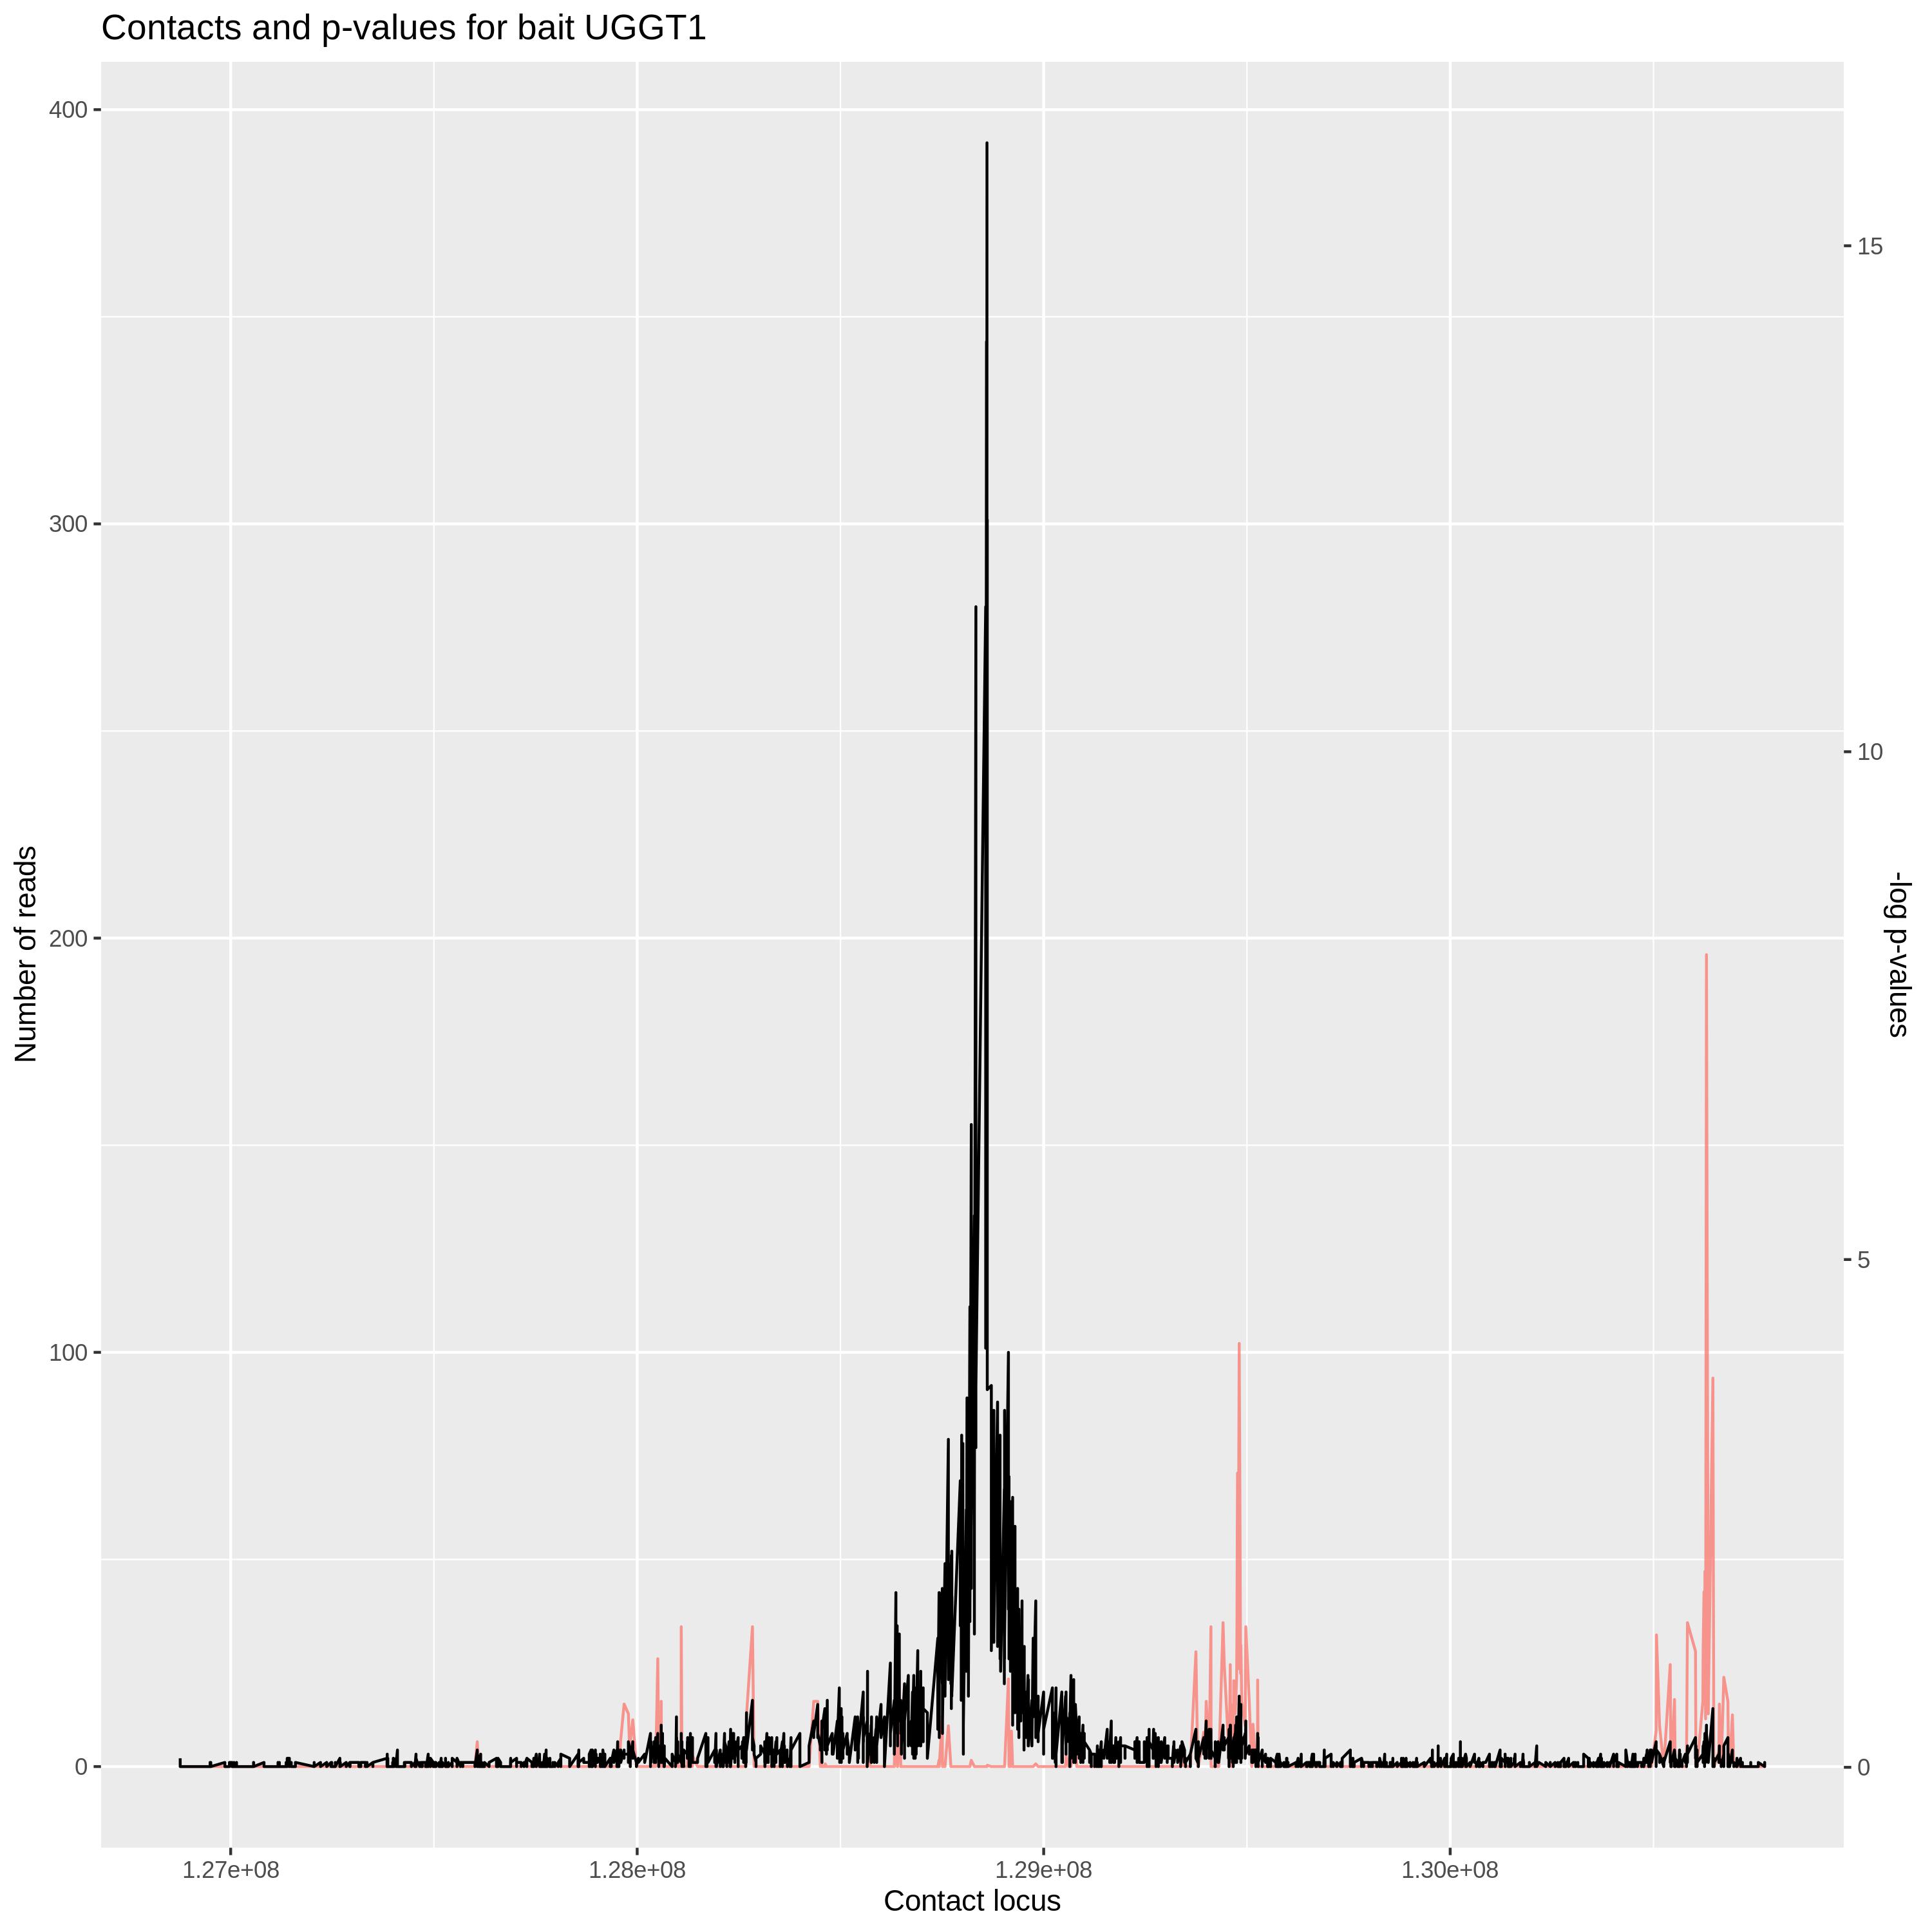 Contacts and p-values for bait UGGT1
400
300
200
100
0
Number of reads
15
10
5
0
-log p-values
1.27e+08
1.28e+08
1.29e+08
1.30e+08
Contact locus